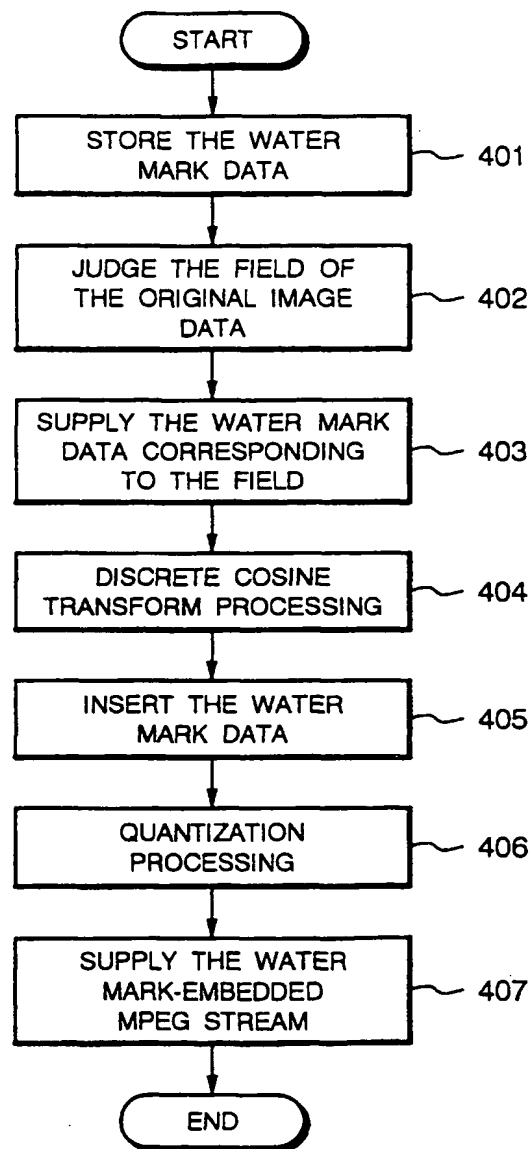 START
STORE THE WATER
MARK DATA
401
JUDGE THE FIELD OF
THE ORIGINAL IMAGE
DATA
402
SUPPLY THE WATER MARK
DATA CORRESPONDING
TO THE FIELD
403
DISCRETE COSINE
TRANSFORM PROCESSING
404
INSERT THE WATER
MARK DATA
405
QUANTIZATION
PROCESSING
406
SUPPLY THE WATER
MARK-EMBEDDED
MPEG STREAM
407
END